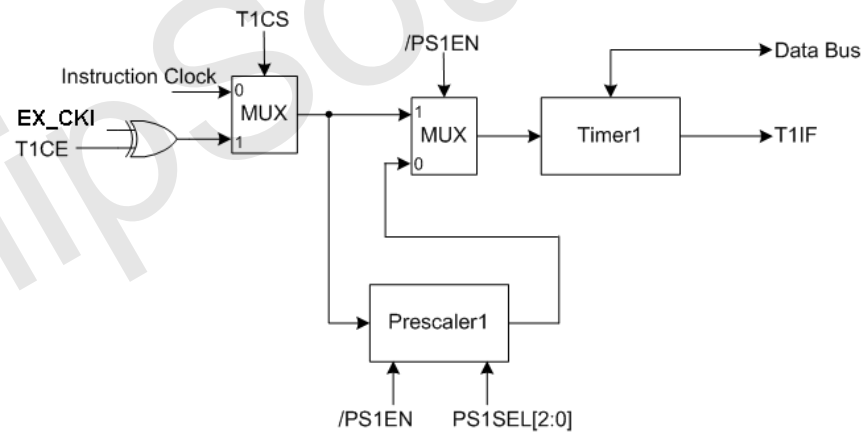 T1CS
/PS1EN
Data Bus
Instruction Clock
0
MUX
1
EX_CKI
T1CE
1
MUX
0
Timer1
T1IF
Prescaler1
/PS1EN
PS1SEL[2:0]